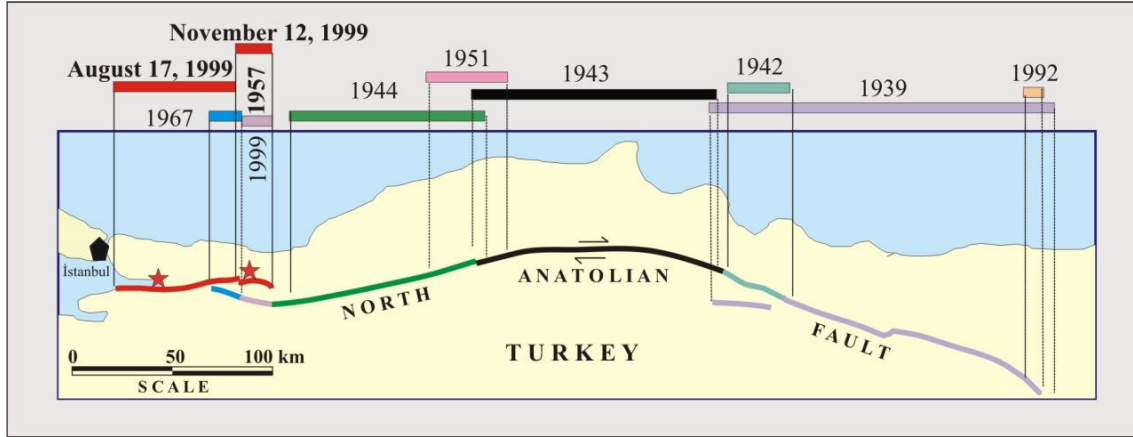 November 12, 1999
August 17, 1999
1957
1951
1943
1942
1992
1944
1939
1967
1999
İstanbul
NORTH
ANATOLIAN
FAULT
TURKEY
0 50 100 km
SCALE